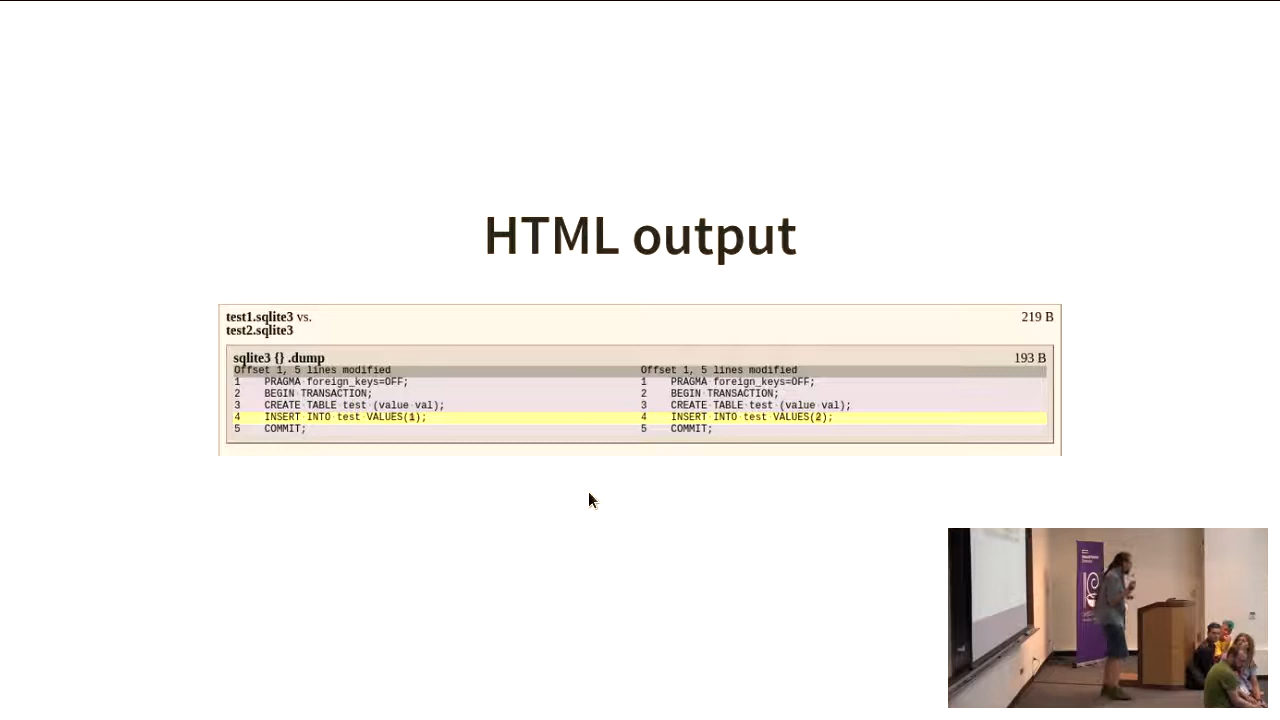 HTML output
test1.sqlite3 vs. 219 B
test2.sqlite3
sqlite3 {} .dump 193 B
Offset 1, 5 lines modified Offset 1, 5 lines modified
1 PRAGMA·foreign_keys=OFF; 1 PRAGMA·foreign_keys=OFF;
2 BEGIN·TRANSACTION; 2 BEGIN·TRANSACTION;
3 CREATE·TABLE·test·(value·val); 3 CREATE·TABLE·test·(value·val);
4 INSERT·INTO·test·VALUES(1); 4 INSERT·INTO·test·VALUES(2);
5 COMMIT; 5 COMMIT;